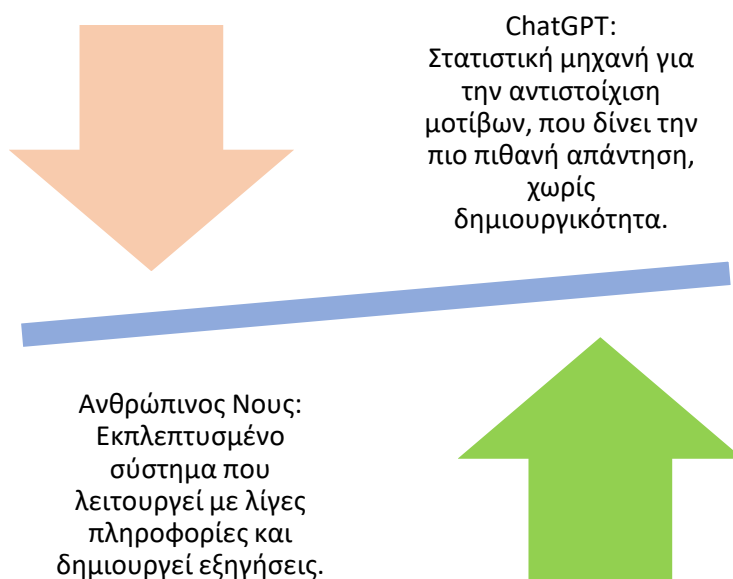 ChatGPT:
Στατιστική μηχανή για
την αντιστοίχιση
μοτίβων, που δίνει την
πιο πιθανή απάντηση,
χωρίς
δημιουργικότητα.
Ανθρώπινος Νους:
Εκπλεπτυσμένο
σύστημα που
λειτουργεί με λίγες
πληροφορίες και
δημιουργεί εξηγήσεις.